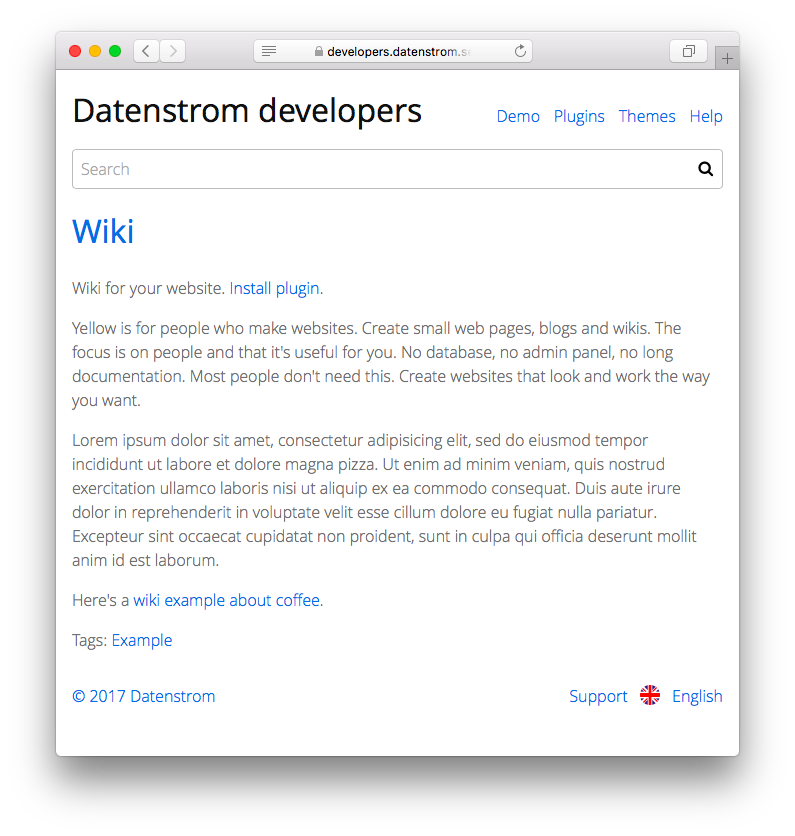 developers.datenstrom.s
Datenstrom developers
Demo Plugins Themes Help
Search
Wiki
Wiki for your website. Install plugin.
Yellow is for people who make websites. Create small web pages, blogs and wikis. The
focus is on people and that it's useful for you. No database, no admin panel, no long
documentation. Most people don't need this. Create websites that look and work the way
you want.
Lorem ipsum dolor sit amet, consectetur adipisicing elit, sed do eiusmod tempor
incididunt ut labore et dolore magna pizza. Ut enim ad minim veniam, quis nostrud
exercitation ullamco laboris nisi ut aliquip ex ea commodo consequat. Duis aute irure
dolor in reprehenderit in voluptate velit esse cillum dolore eu fugiat nulla pariatur.
Excepteur sint occaecat cupidatat non proident, sunt in culpa qui officia deserunt mollit
anim id est laborum.
Here's a wiki example about coffee.
Tags: Example
© 2017 Datenstrom
Support English